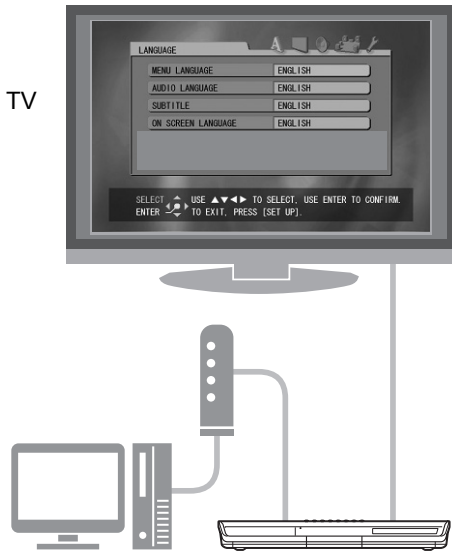 TV
LANGUAGE
MENU LANGUAGE ENGLISH
AUDIO LANGUAGE ENGLISH
SUBTITLE ENGLISH
ON SCREEN LANGUAGE ENGLISH
SELECT USE ▲▼◀▶ TO SELECT, USE ENTER TO CONFIRM.
ENTER TO EXIT, PRESS [SET UP].